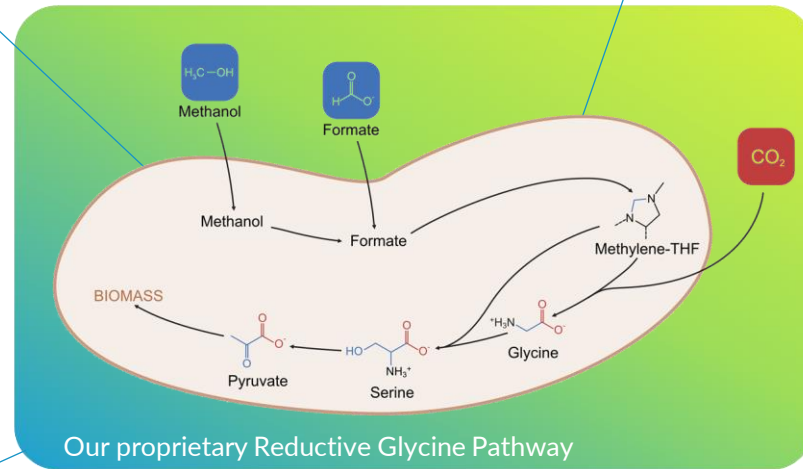 H₃C—OH
Methanol
O
H
O⁻
Formate
CO₂
Methanol
Formate
N
N
Methylene-THF
BIOMASS
O
O⁻
O
Pyruvate
HO
O
O⁻
NH₃⁺
Serine
⁺H₃N
O
O⁻
Glycine
Our proprietary Reductive Glycine Pathway